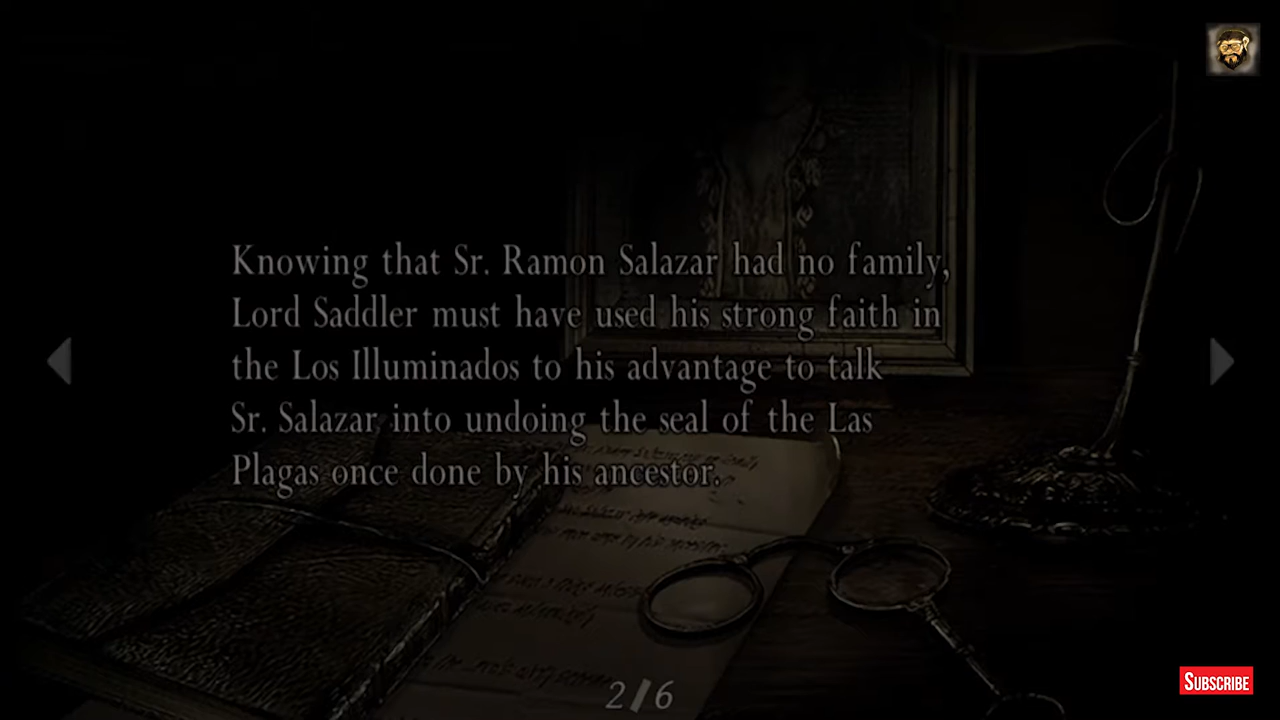 Knowing that Sr. Ramon Salazar had no family,
Lord Saddler must have used his strong faith in
the Los Illuminados to his advantage to talk
Sr. Salazar into undoing the seal of the Las
Plagas once done by his ancestor.
2/6
SUBSCRIBE